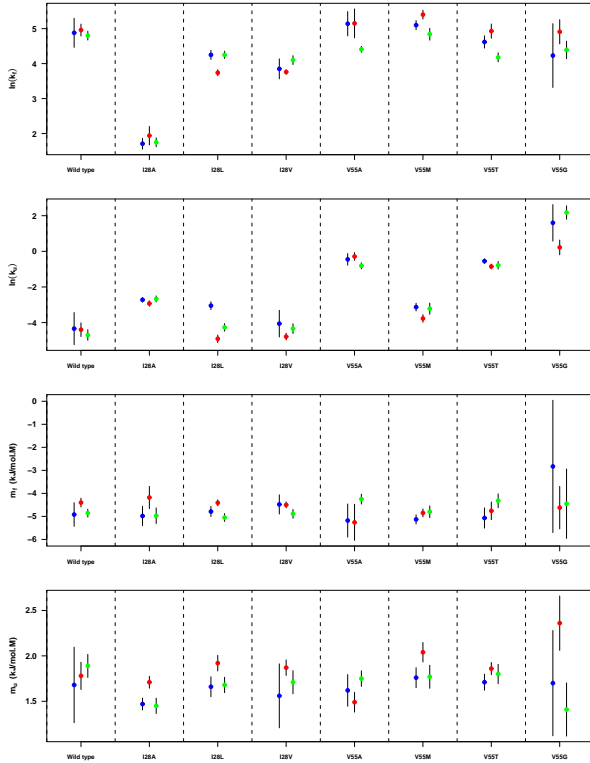 ln(kf)
5
4
3
2
Wild type I28A I28L I28V V55A V55M V55T V55G
ln(ku)
2
0
−2
−4
Wild type I28A I28L I28V V55A V55M V55T V55G
mf (kJ/mol.M)
0
−1
−2
−3
−4
−5
−6
Wild type I28A I28L I28V V55A V55M V55T V55G
mu (kJ/mol.M)
2.5
2.0
1.5
Wild type I28A I28L I28V V55A V55M V55T V55G